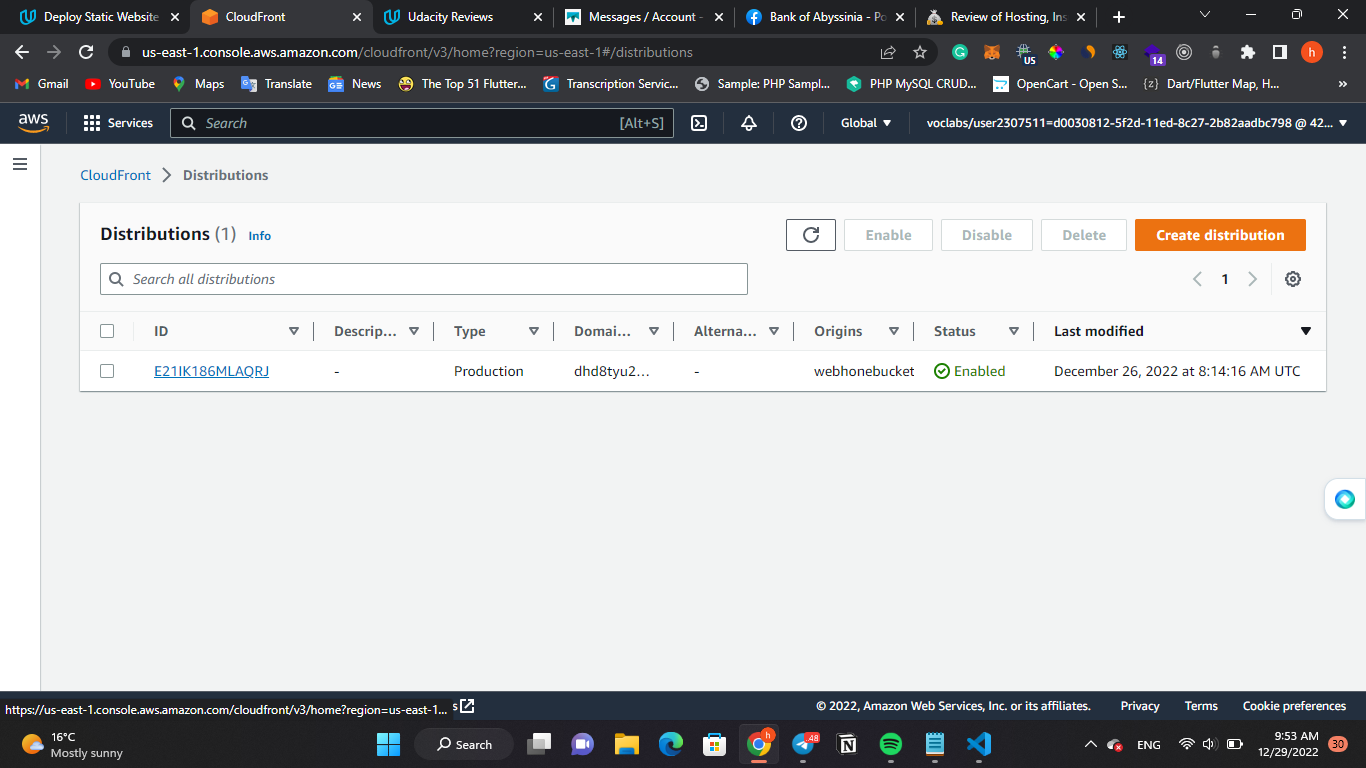 Deploy Static Website
CloudFront
Udacity Reviews
Messages / Account -
Bank of Abyssinia - Po
Review of Hosting, Ins
us-east-1.console.aws.amazon.com/cloudfront/v3/home?region=us-east-1#/distributions
US
14
h
Gmail
YouTube
Maps
Translate
News
The Top 51 Flutter...
Transcription Servic...
Sample: PHP Sampl...
PHP MySQL CRUD...
OpenCart - Open S...
{z}
Dart/Flutter Map, H...
»
aws
Services
Search
[Alt+S]
Global
voclabs/user2307511=d0030812-5f2d-11ed-8c27-2b82aadbc798 @ 42...
CloudFront
Distributions
Distributions (1)
Info
Enable
Disable
Delete
Create distribution
Search all distributions
1
ID
Descrip...
Type
Domai...
Alterna...
Origins
Status
Last modified
E21IK186MLAQRJ
-
Production
dhd8tyu2...
-
webhonebucket
Enabled
December 26, 2022 at 8:14:16 AM UTC
https://us-east-1.console.aws.amazon.com/cloudfront/v3/home?region=us-east-1...
s
© 2022, Amazon Web Services, Inc. or its affiliates.
Privacy
Terms
Cookie preferences
16°C
Mostly sunny
Search
h
48
ENG
9:53 AM
12/29/2022
30